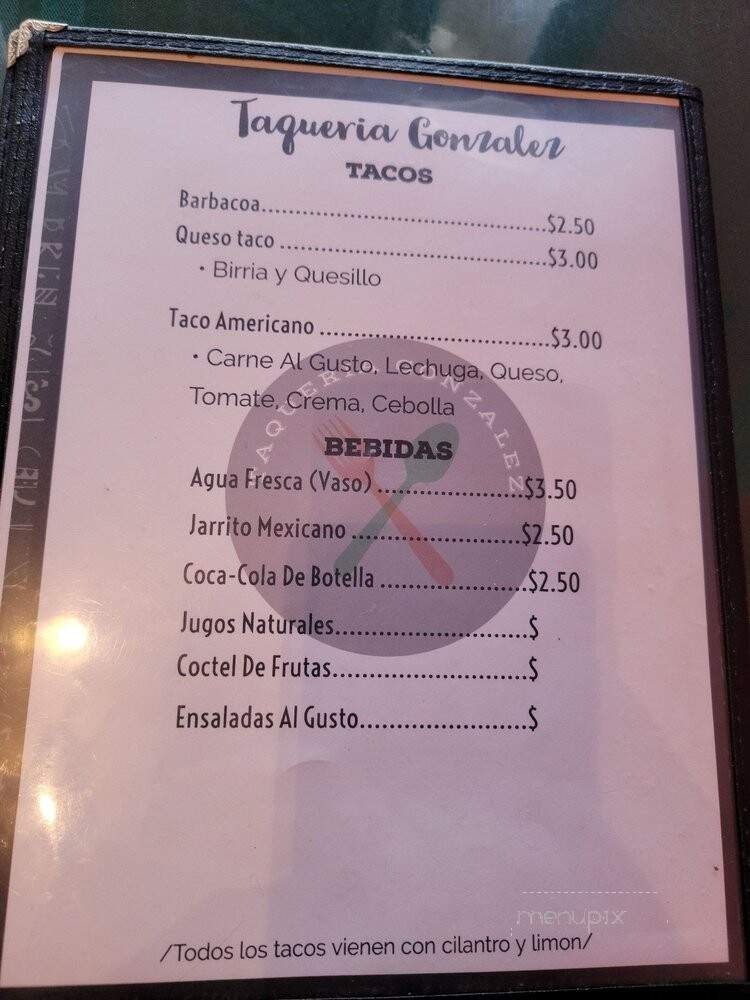 Taqueria Gonzalez
TACOS
Barbacoa..........................................$2.50
Queso taco .......................................$3.00
• Birria y Quesillo
Taco Americano ..................................$3.00
• Carne Al Gusto, Lechuga, Queso,
Tomate, Crema, Cebolla
TAQUERIA GONZALEZ
BEBIDAS
Agua Fresca (Vaso) ......................$3.50
Jarrito Mexicano .........................$2.50
Coca-Cola De Botella ......................$2.50
Jugos Naturales.............................$
Coctel De Frutas.............................$
Ensaladas Al Gusto.........................$
menupix
/Todos los tacos vienen con cilantro y limon/